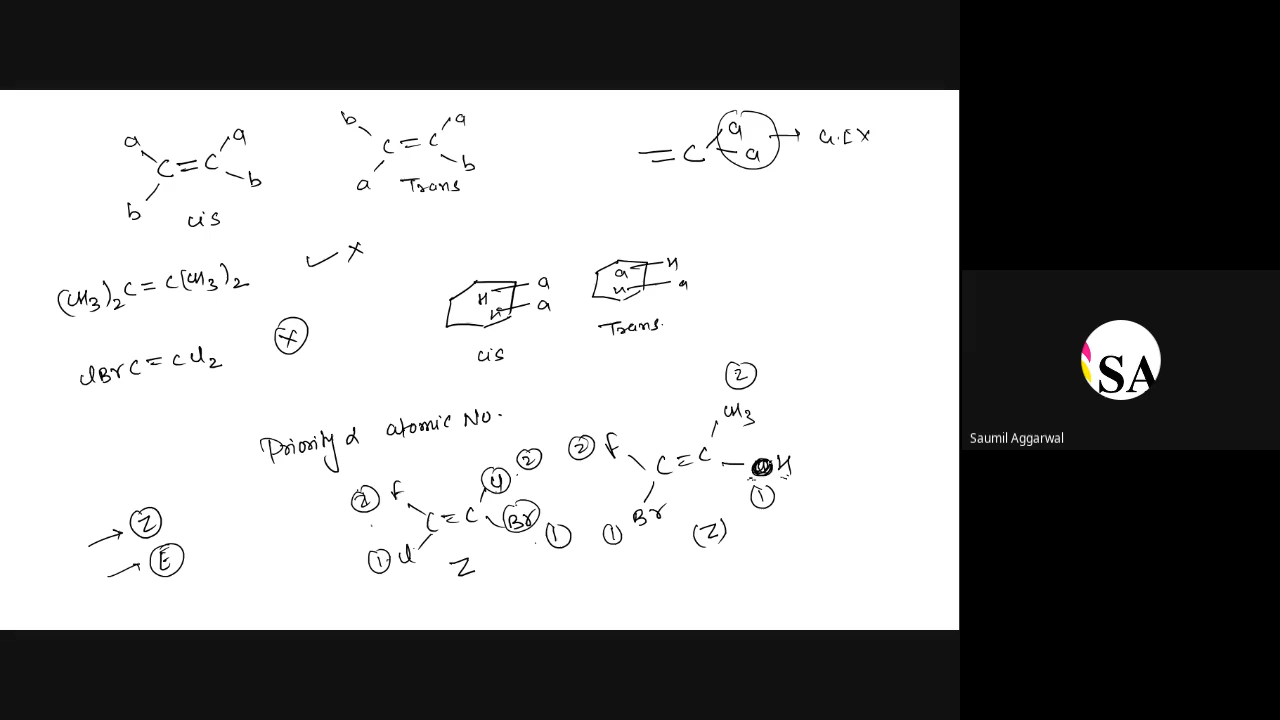 a a
C = C
b b
cis
b a
C = C
a b
Trans
= C a a → G.I X
(CH3)2C = C(CH3)2 ✓ X
ClBrC = CCl2 X
H a
H a
cis
a H
H a
Trans.
Priority α atomic No.
→ Z
→ E
② F Cl ②
C = C
① Cl Br ①
Z
② F CH3 ②
C = C
① Br H ①
(Z)
SA
Saumil Aggarwal